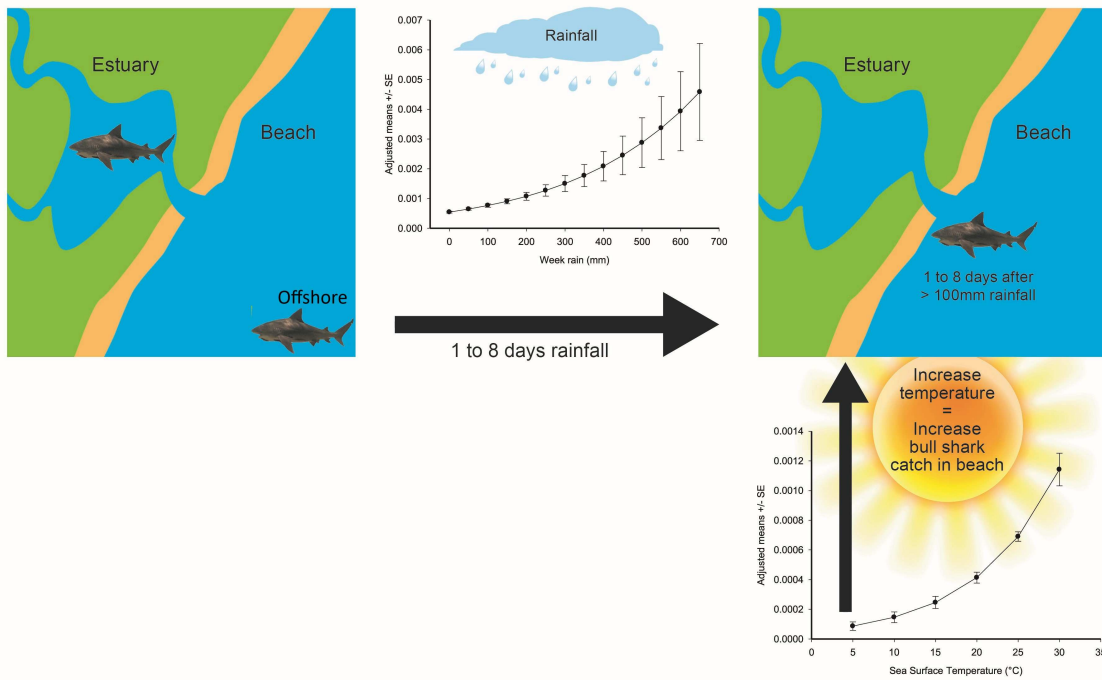 Estuary
Beach
Offshore
Rainfall
Adjusted means +/- SE
0.007
0.006
0.005
0.004
0.003
0.002
0.001
0.000
0 100 200 300 400 500 600 700
Week rain (mm)
1 to 8 days rainfall
Estuary
Beach
1 to 8 days after
> 100mm rainfall
Increase
temperature
=
Increase
bull shark
catch in beach
Adjusted means +/- SE
0.0014
0.0012
0.0010
0.0008
0.0006
0.0004
0.0002
0.0000
0 5 10 15 20 25 30 35
Sea Surface Temperature (°C)